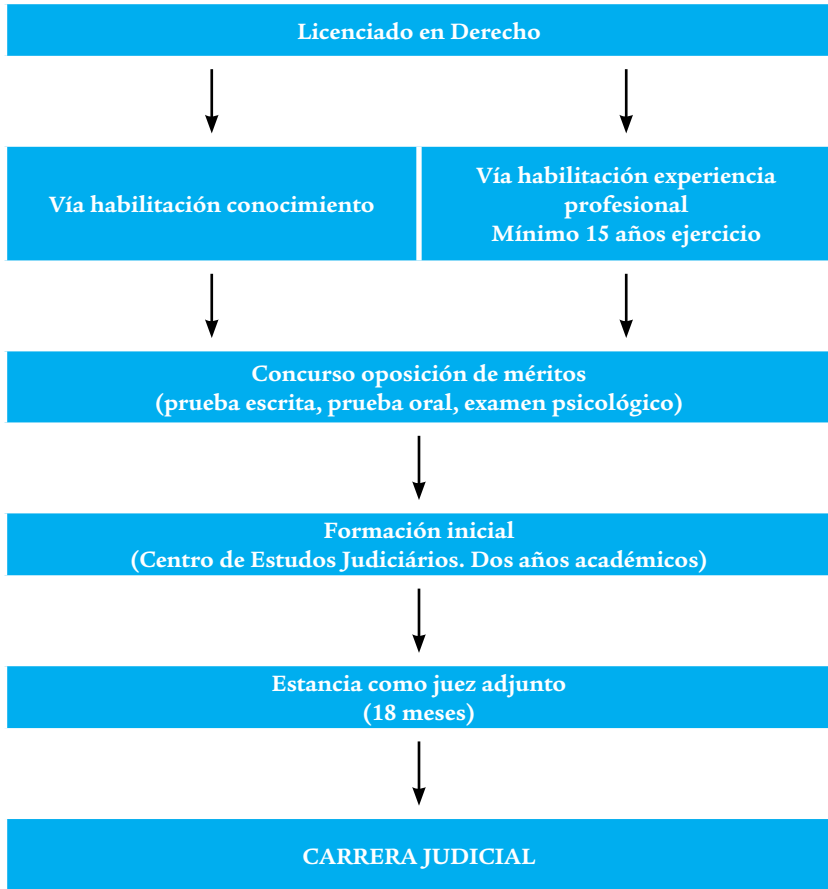 Licenciado en Derecho
Vía habilitación conocimiento
Vía habilitación experiencia
profesional
Mínimo 15 años ejercicio
Concurso oposición de méritos
(prueba escrita, prueba oral, examen psicológico)
Formación inicial
(Centro de Estudos Judiciários. Dos años académicos)
Estancia como juez adjunto
(18 meses)
CARRERA JUDICIAL